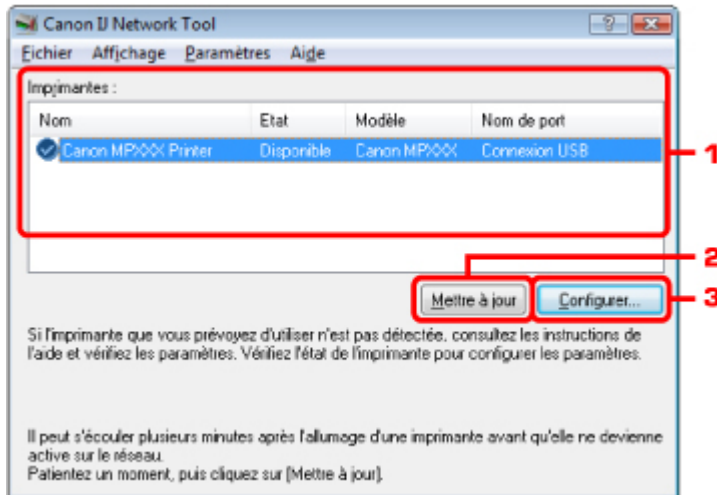 Canon IJ Network Tool
Fichier Affichage Paramètres Aide
Imprimantes :
Nom Etat Modèle Nom de port
Canon MPXXX Printer Disponible Canon MPXXX Connexion USB
1
2
Mettre à jour Configurer... 3
Si l'imprimante que vous prévoyez d'utiliser n'est pas détectée, consultez les instructions de
l'aide et vérifiez les paramètres. Vérifiez l'état de l'imprimante pour configurer les paramètres.
Il peut s'écouler plusieurs minutes après l'allumage d'une imprimante avant qu'elle ne devienne
active sur le réseau.
Patientez un moment, puis cliquez sur [Mettre à jour].